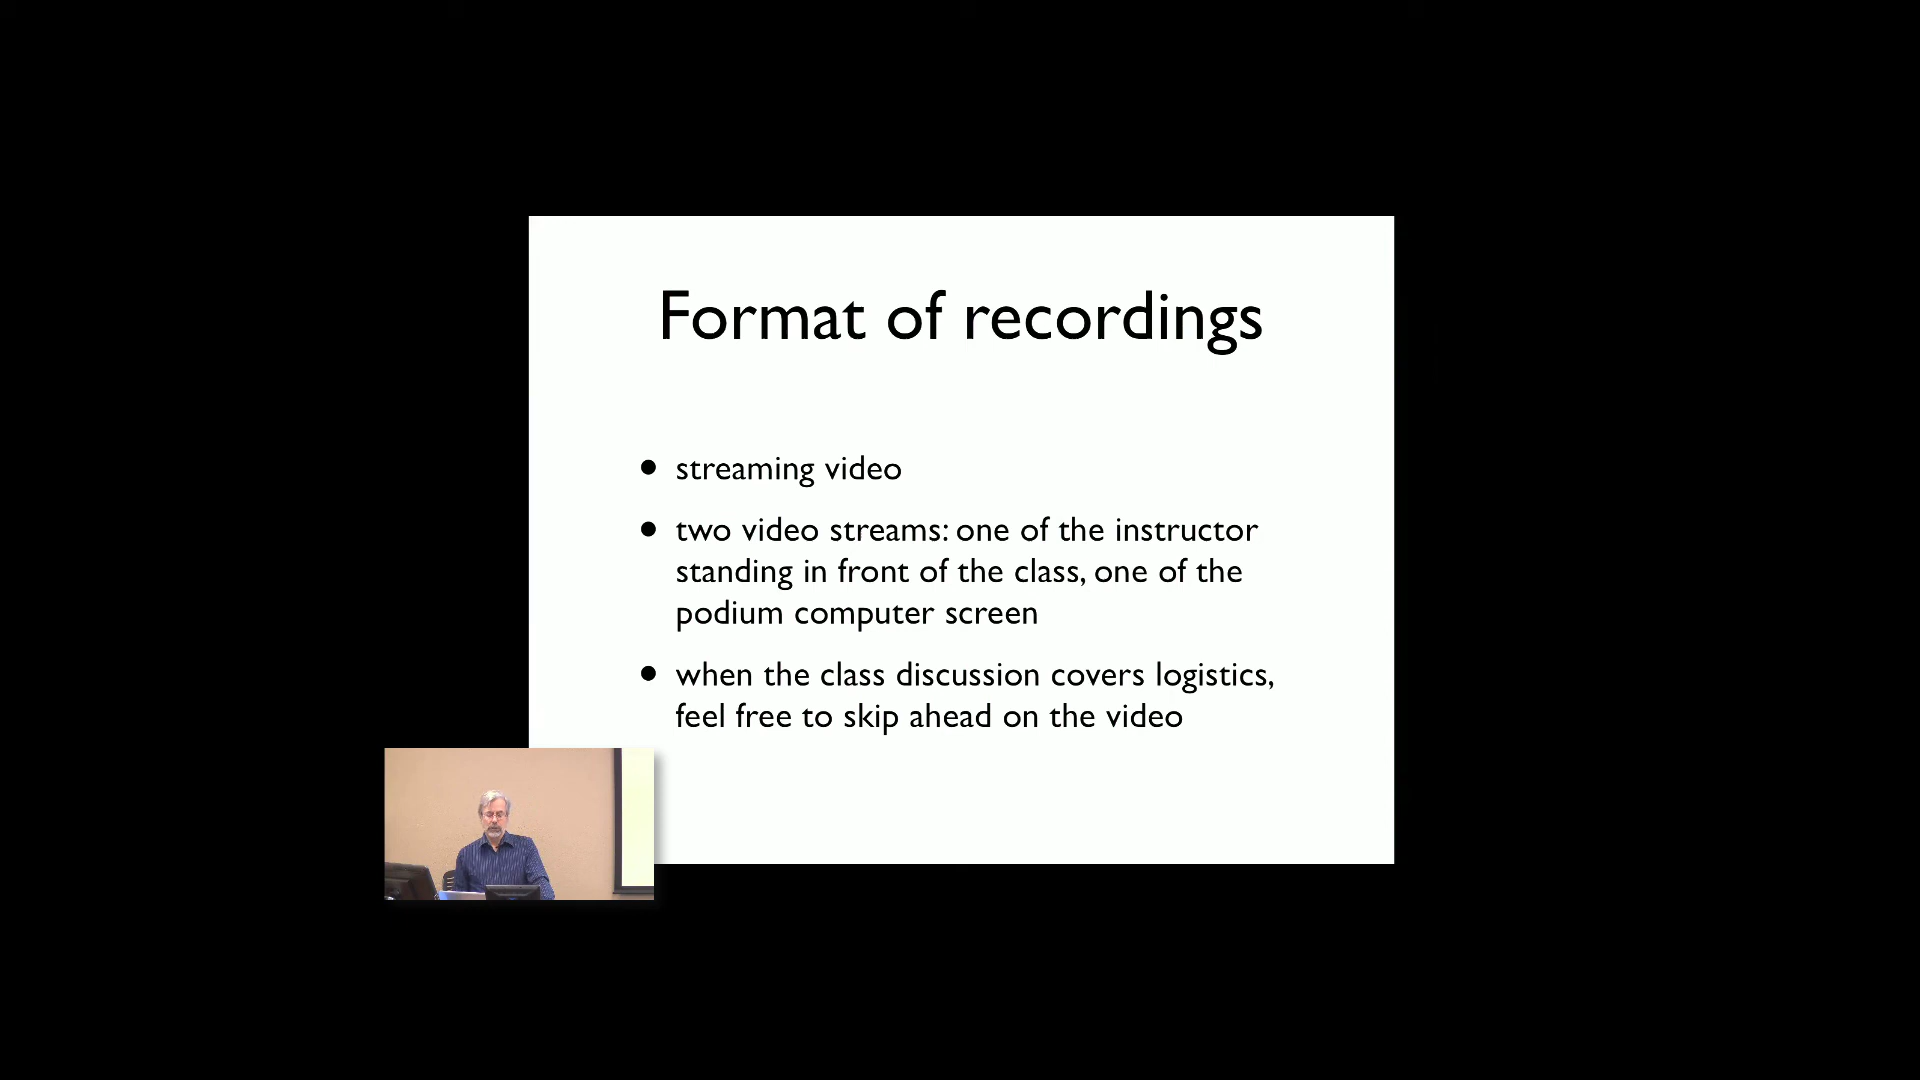 Format of recordings
• streaming video
• two video streams: one of the instructor
standing in front of the class, one of the
podium computer screen
• when the class discussion covers logistics,
feel free to skip ahead on the video